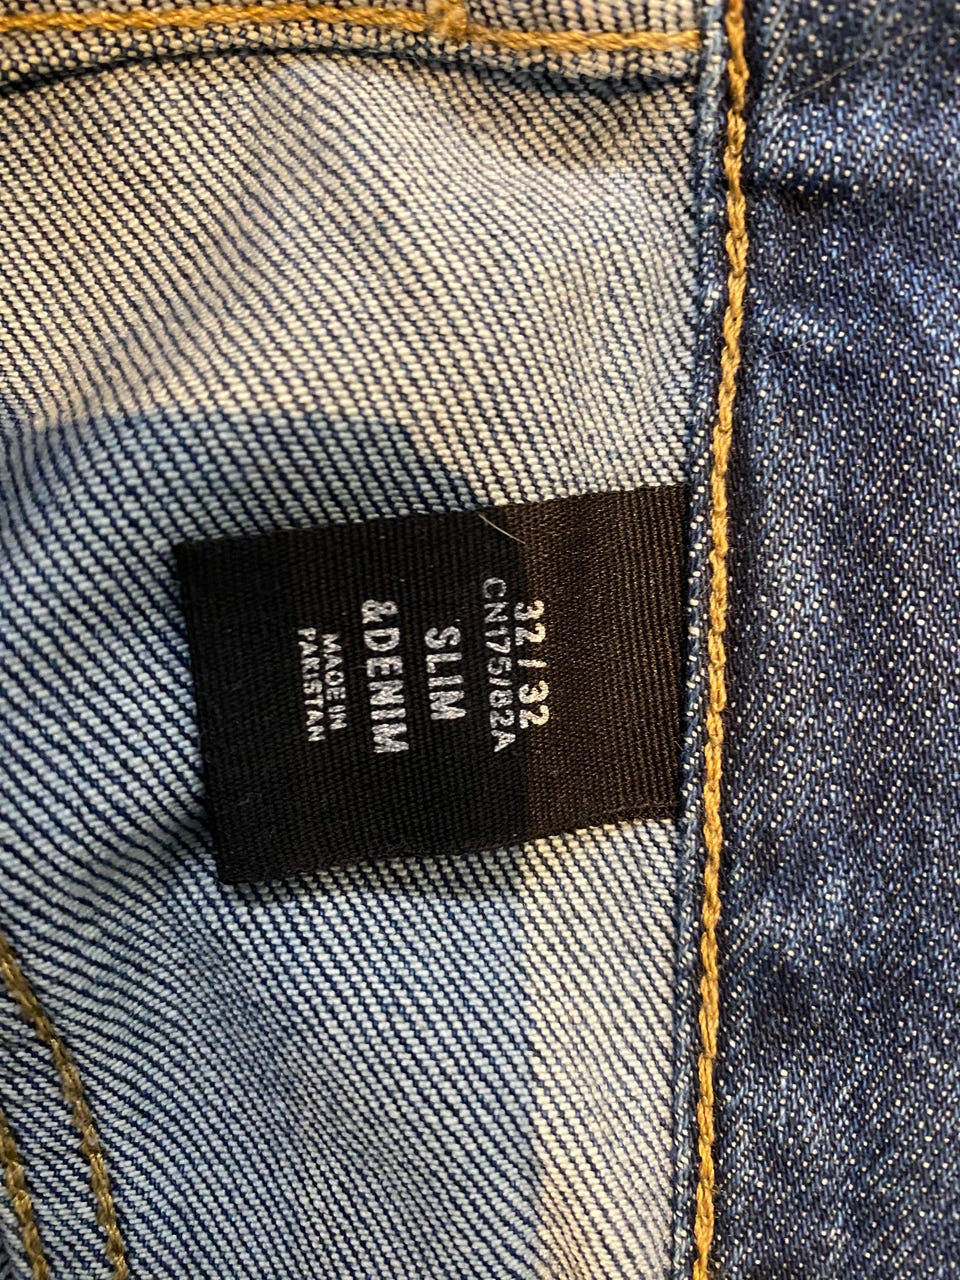 32/32
CN175/82A
SLIM
&DENIM
MADE IN
PAKISTAN